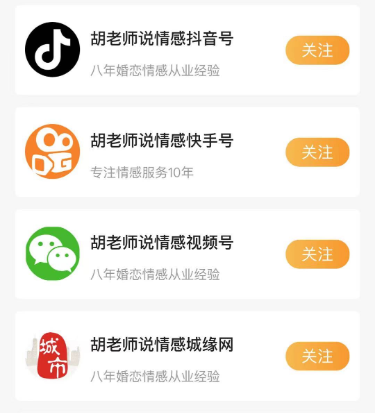 胡老师说情感抖音号
八年婚恋情感从业经验
关注
胡老师说情感快手号
专注情感服务10年
关注
胡老师说情感视频号
八年婚恋情感从业经验
关注
城市
胡老师说情感城缘网
八年婚恋情感从业经验
关注